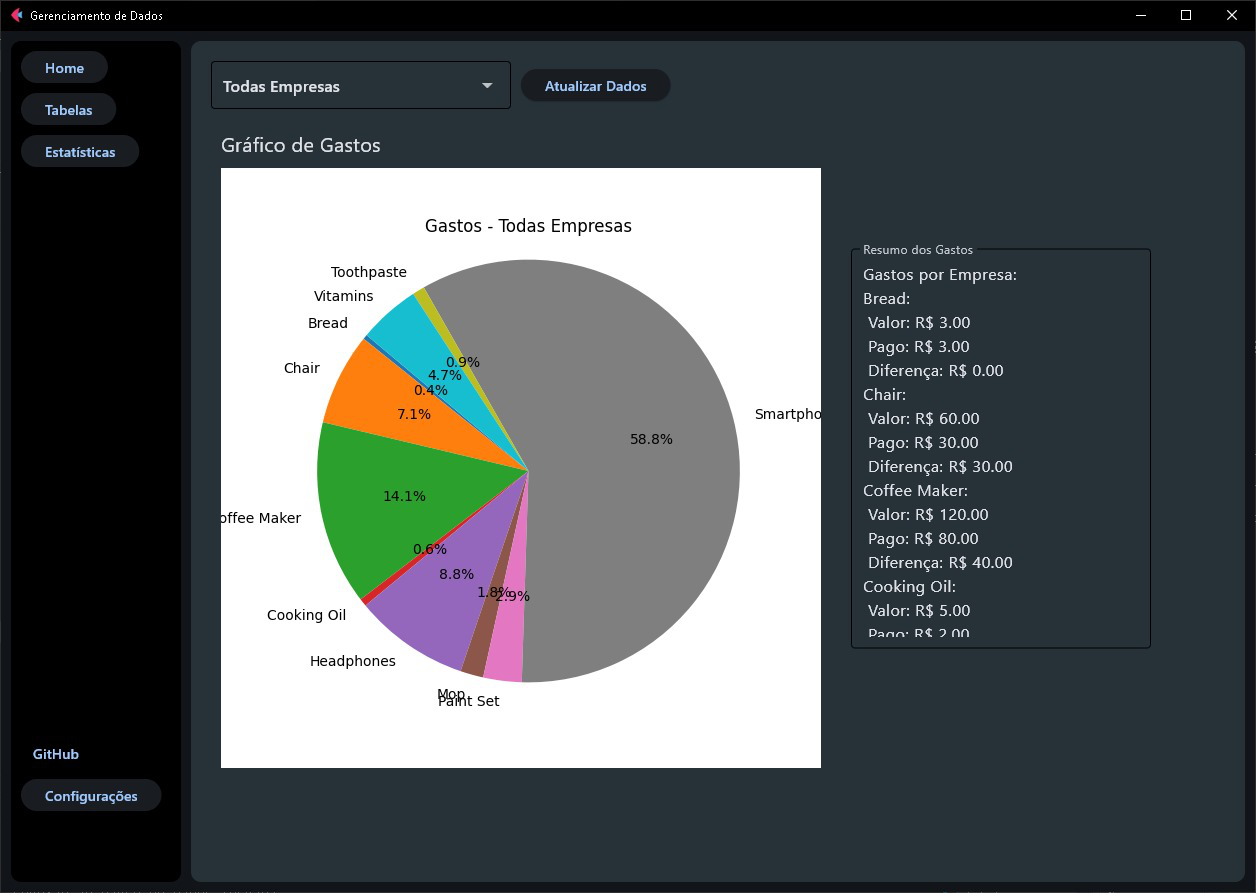 Gerenciamento de Dados
Home
Tabelas
Estatísticas
GitHub
Configurações
Todas Empresas
Atualizar Dados
Gráfico de Gastos
Gastos - Todas Empresas
Toothpaste
Vitamins
Bread
Chair
offee Maker
Cooking Oil
Headphones
Mop
Paint Set
Smartpho
0.9%
4.7%
0.4%
7.1%
14.1%
0.6%
8.8%
1.8%
2.9%
58.8%
Resumo dos Gastos
Gastos por Empresa:
Bread:
Valor: R$ 3.00
Pago: R$ 3.00
Diferença: R$ 0.00
Chair:
Valor: R$ 60.00
Pago: R$ 30.00
Diferença: R$ 30.00
Coffee Maker:
Valor: R$ 120.00
Pago: R$ 80.00
Diferença: R$ 40.00
Cooking Oil:
Valor: R$ 5.00
Pago: R$ 2.00